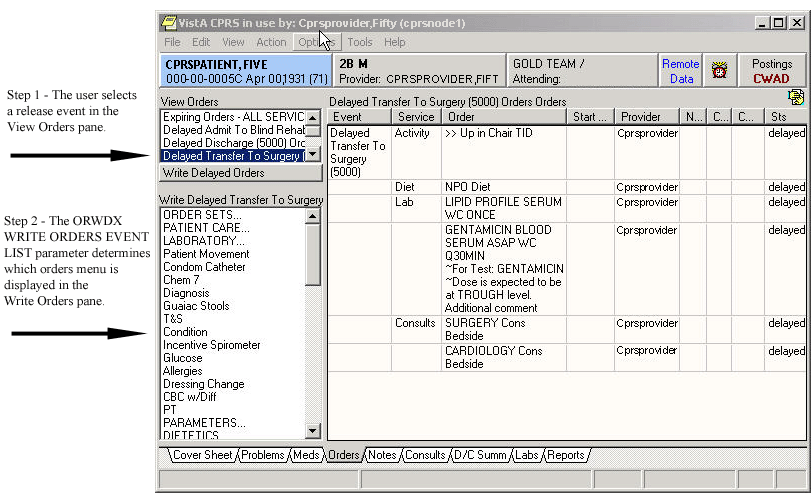 VistA CPRS in use by: Cprsprovider,Fifty (cprsnode1)
File Edit View Action Options Tools Help
CPRSPATIENT,FIVE
000-00-0005C Apr 00,1931 (71)
2B M
Provider: CPRSPROVIDER,FIFT
GOLD TEAM /
Attending:
Remote
Data
Postings
CWAD
Step 1 - The user selects
a release event in the
View Orders pane.
View Orders
Expiring Orders - ALL SERVIC
Delayed Admit To Blind Rehab
Delayed Discharge (5000) Orc
Delayed Transfer To Surgery (
Write Delayed Orders
Step 2 - The ORWDX
WRITE ORDERS EVENT
LIST parameter determines
which orders menu is
displayed in the
Write Orders pane.
Write Delayed Transfer To Surgery
ORDER SETS...
PATIENT CARE...
LABORATORY...
Patient Movement
Condom Catheter
Chem 7
Diagnosis
Guaiac Stools
T&S
Condition
Incentive Spirometer
Glucose
Allergies
Dressing Change
CBC w/Diff
PT
PARAMETERS...
DIETETICS
Delayed Transfer To Surgery (5000) Orders Orders
Event Service Order Start ... Provider N... C... C... Sts
Delayed Activity >> Up in Chair TID Cprsprovider delayed
Transfer To
Surgery
(5000)
Diet NPO Diet Cprsprovider delayed
Lab LIPID PROFILE SERUM Cprsprovider delayed
WC ONCE
GENTAMICIN BLOOD Cprsprovider delayed
SERUM ASAP WC
Q30MIN
~For Test: GENTAMICIN
~Dose is expected to be
at TROUGH level.
Additional comment
Consults SURGERY Cons Cprsprovider delayed
Bedside
CARDIOLOGY Cons Cprsprovider delayed
Bedside
Cover Sheet Problems Meds Orders Notes Consults D/C Summ Labs Reports